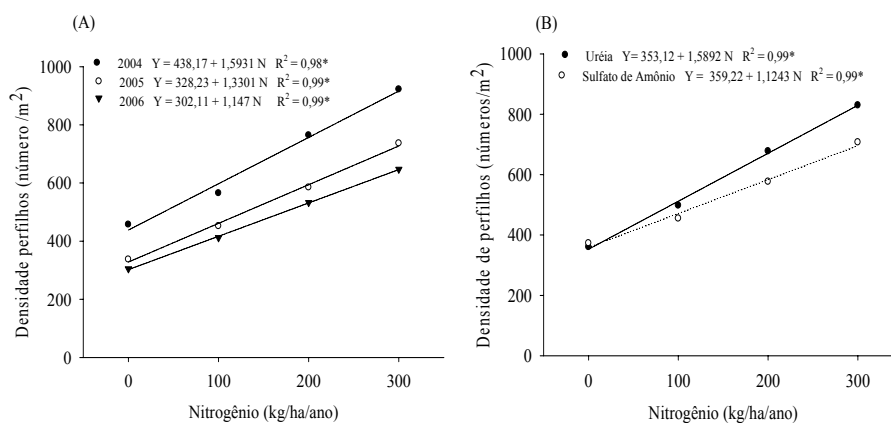 (A)
2004 Y = 438,17 + 1,5931 N R² = 0,98*
2005 Y = 328,23 + 1,3301 N R² = 0,99*
2006 Y = 302,11 + 1,147 N R² = 0,99*
Densidade perfilhos (número /m²)
1000
800
600
400
200
0
0 100 200 300
Nitrogênio (kg/ha/ano)
(B)
Uréia Y= 353,12 + 1,5892 N R² = 0,99*
Sulfato de Amônio Y = 359,22 + 1,1243 N R² = 0,99*
Densidade de perfilhos (números/m²)
1000
800
600
400
200
0
0 100 200 300
Nitrogênio (kg/ha/ano)